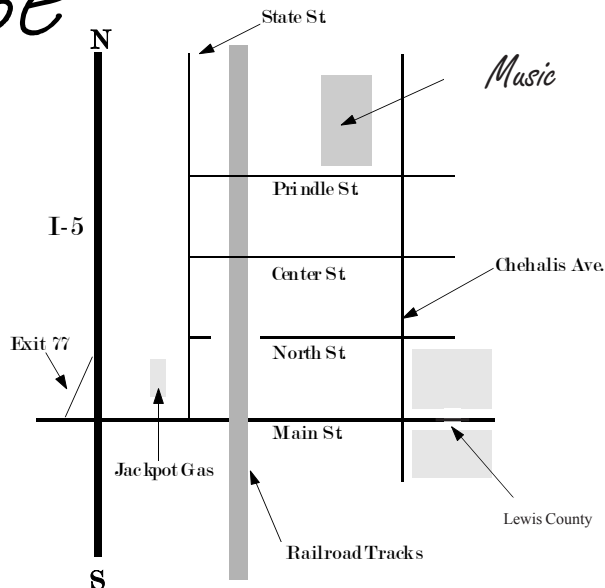 State St.
N
Music
Prindle St.
I-5
Chehalis Ave.
Center St.
Exit 77
North St.
Main St.
Jackpot Gas
Lewis County
Railroad Tracks
S